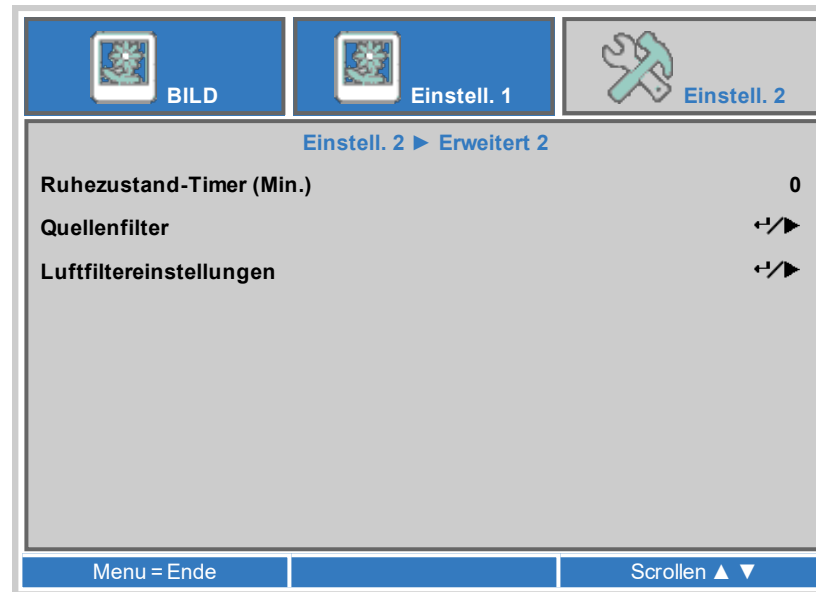 BILD
Einstell. 1
Einstell. 2
Einstell. 2 ► Erweitert 2
Ruhezustand-Timer (Min.) 0
Quellenfilter ↵/►
Luftfiltereinstellungen ↵/►
Menu = Ende
Scrollen ▲ ▼